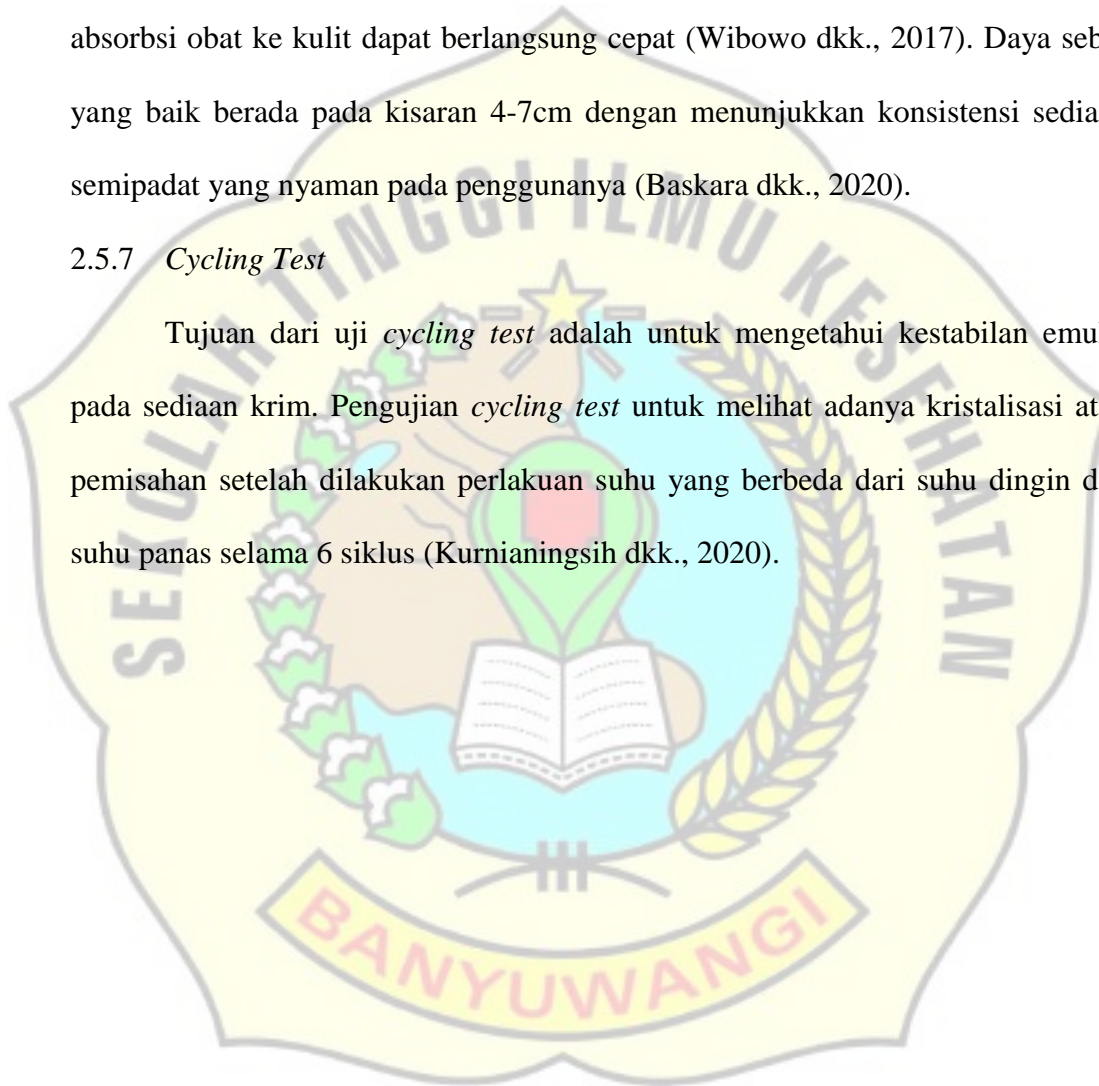 absorbsi obat ke kulit dapat berlangsung cepat (Wibowo dkk., 2017). Daya seb
yang baik berada pada kisaran 4-7cm dengan menunjukkan konsistensi sedia
semipadat yang nyaman pada penggunanya (Baskara dkk., 2020).
2.5.7 Cycling Test
Tujuan dari uji cycling test adalah untuk mengetahui kestabilan emu
pada sediaan krim. Pengujian cycling test untuk melihat adanya kristalisasi at
pemisahan setelah dilakukan perlakuan suhu yang berbeda dari suhu dingin d
suhu panas selama 6 siklus (Kurnianingsih dkk., 2020).
SEKOLAH TINGGI ILMU KESEHATAN
BANYUWANGI